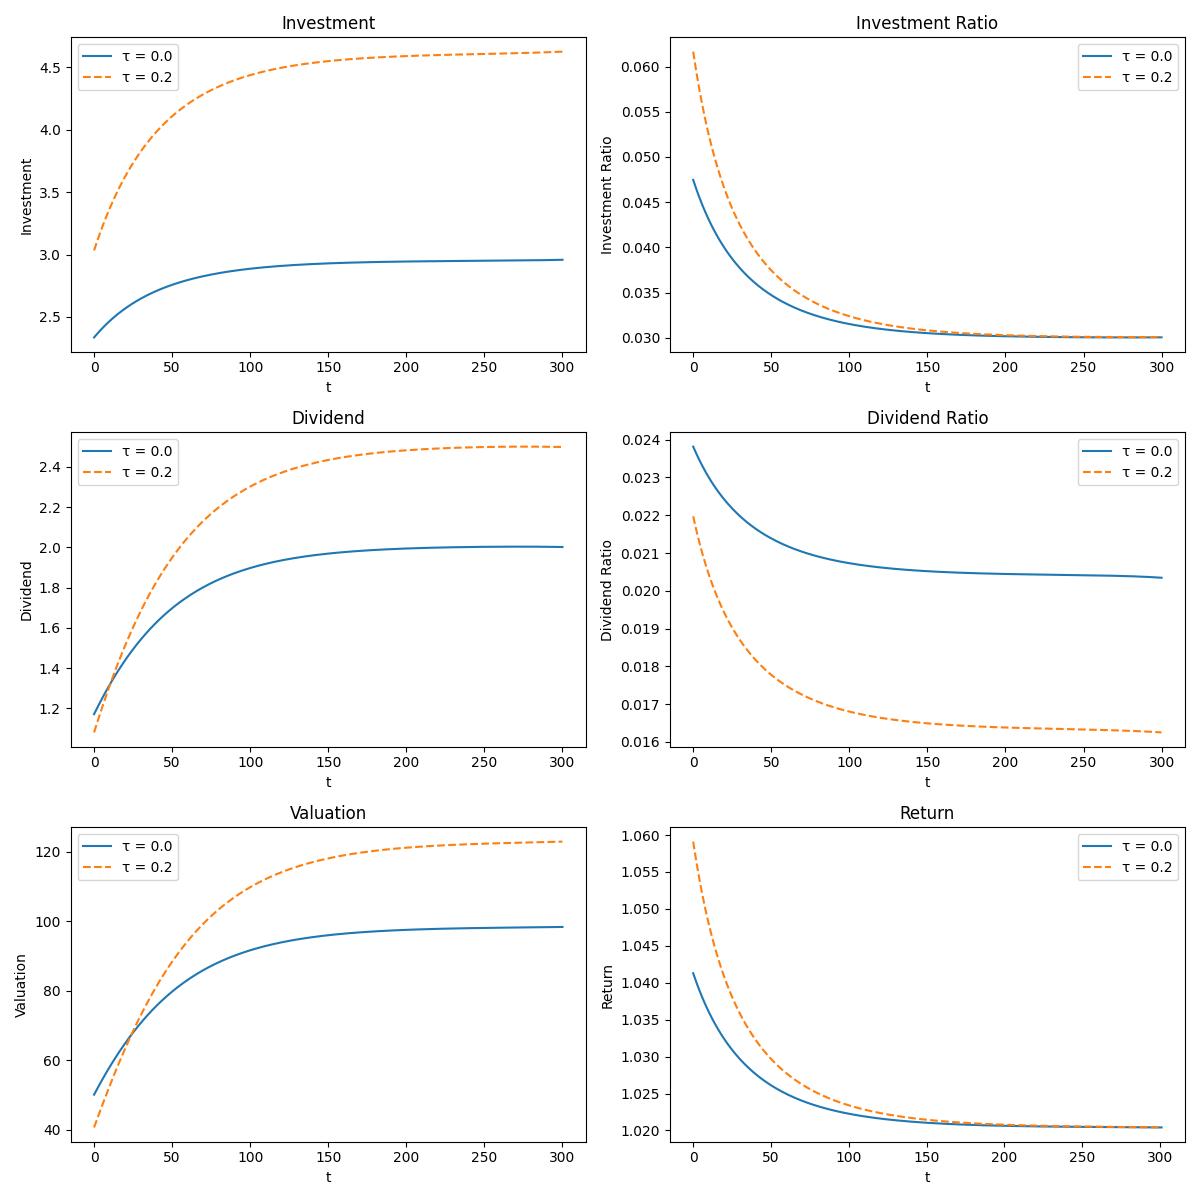 Investment
Investment
4.5
4.0
3.5
3.0
2.5
τ = 0.0
τ = 0.2
0 50 100 150 200 250 300
t
Investment Ratio
Investment Ratio
0.060
0.055
0.050
0.045
0.040
0.035
0.030
τ = 0.0
τ = 0.2
0 50 100 150 200 250 300
t
Dividend
Dividend
2.4
2.2
2.0
1.8
1.6
1.4
1.2
τ = 0.0
τ = 0.2
0 50 100 150 200 250 300
t
Dividend Ratio
Dividend Ratio
0.024
0.023
0.022
0.021
0.020
0.019
0.018
0.017
0.016
τ = 0.0
τ = 0.2
0 50 100 150 200 250 300
t
Valuation
Valuation
120
100
80
60
40
τ = 0.0
τ = 0.2
0 50 100 150 200 250 300
t
Return
Return
1.060
1.055
1.050
1.045
1.040
1.035
1.030
1.025
1.020
τ = 0.0
τ = 0.2
0 50 100 150 200 250 300
t